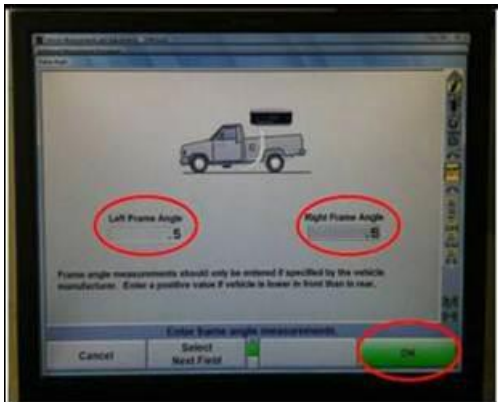 Left Frame Angle
.5
Right Frame Angle
Frame angle measurements should only be entered if specified by the vehicle
manufacturer. Enter a positive value if vehicle is lower in front than in rear.
Enter frame angle measurements.
Cancel
Select
Next Field
OK